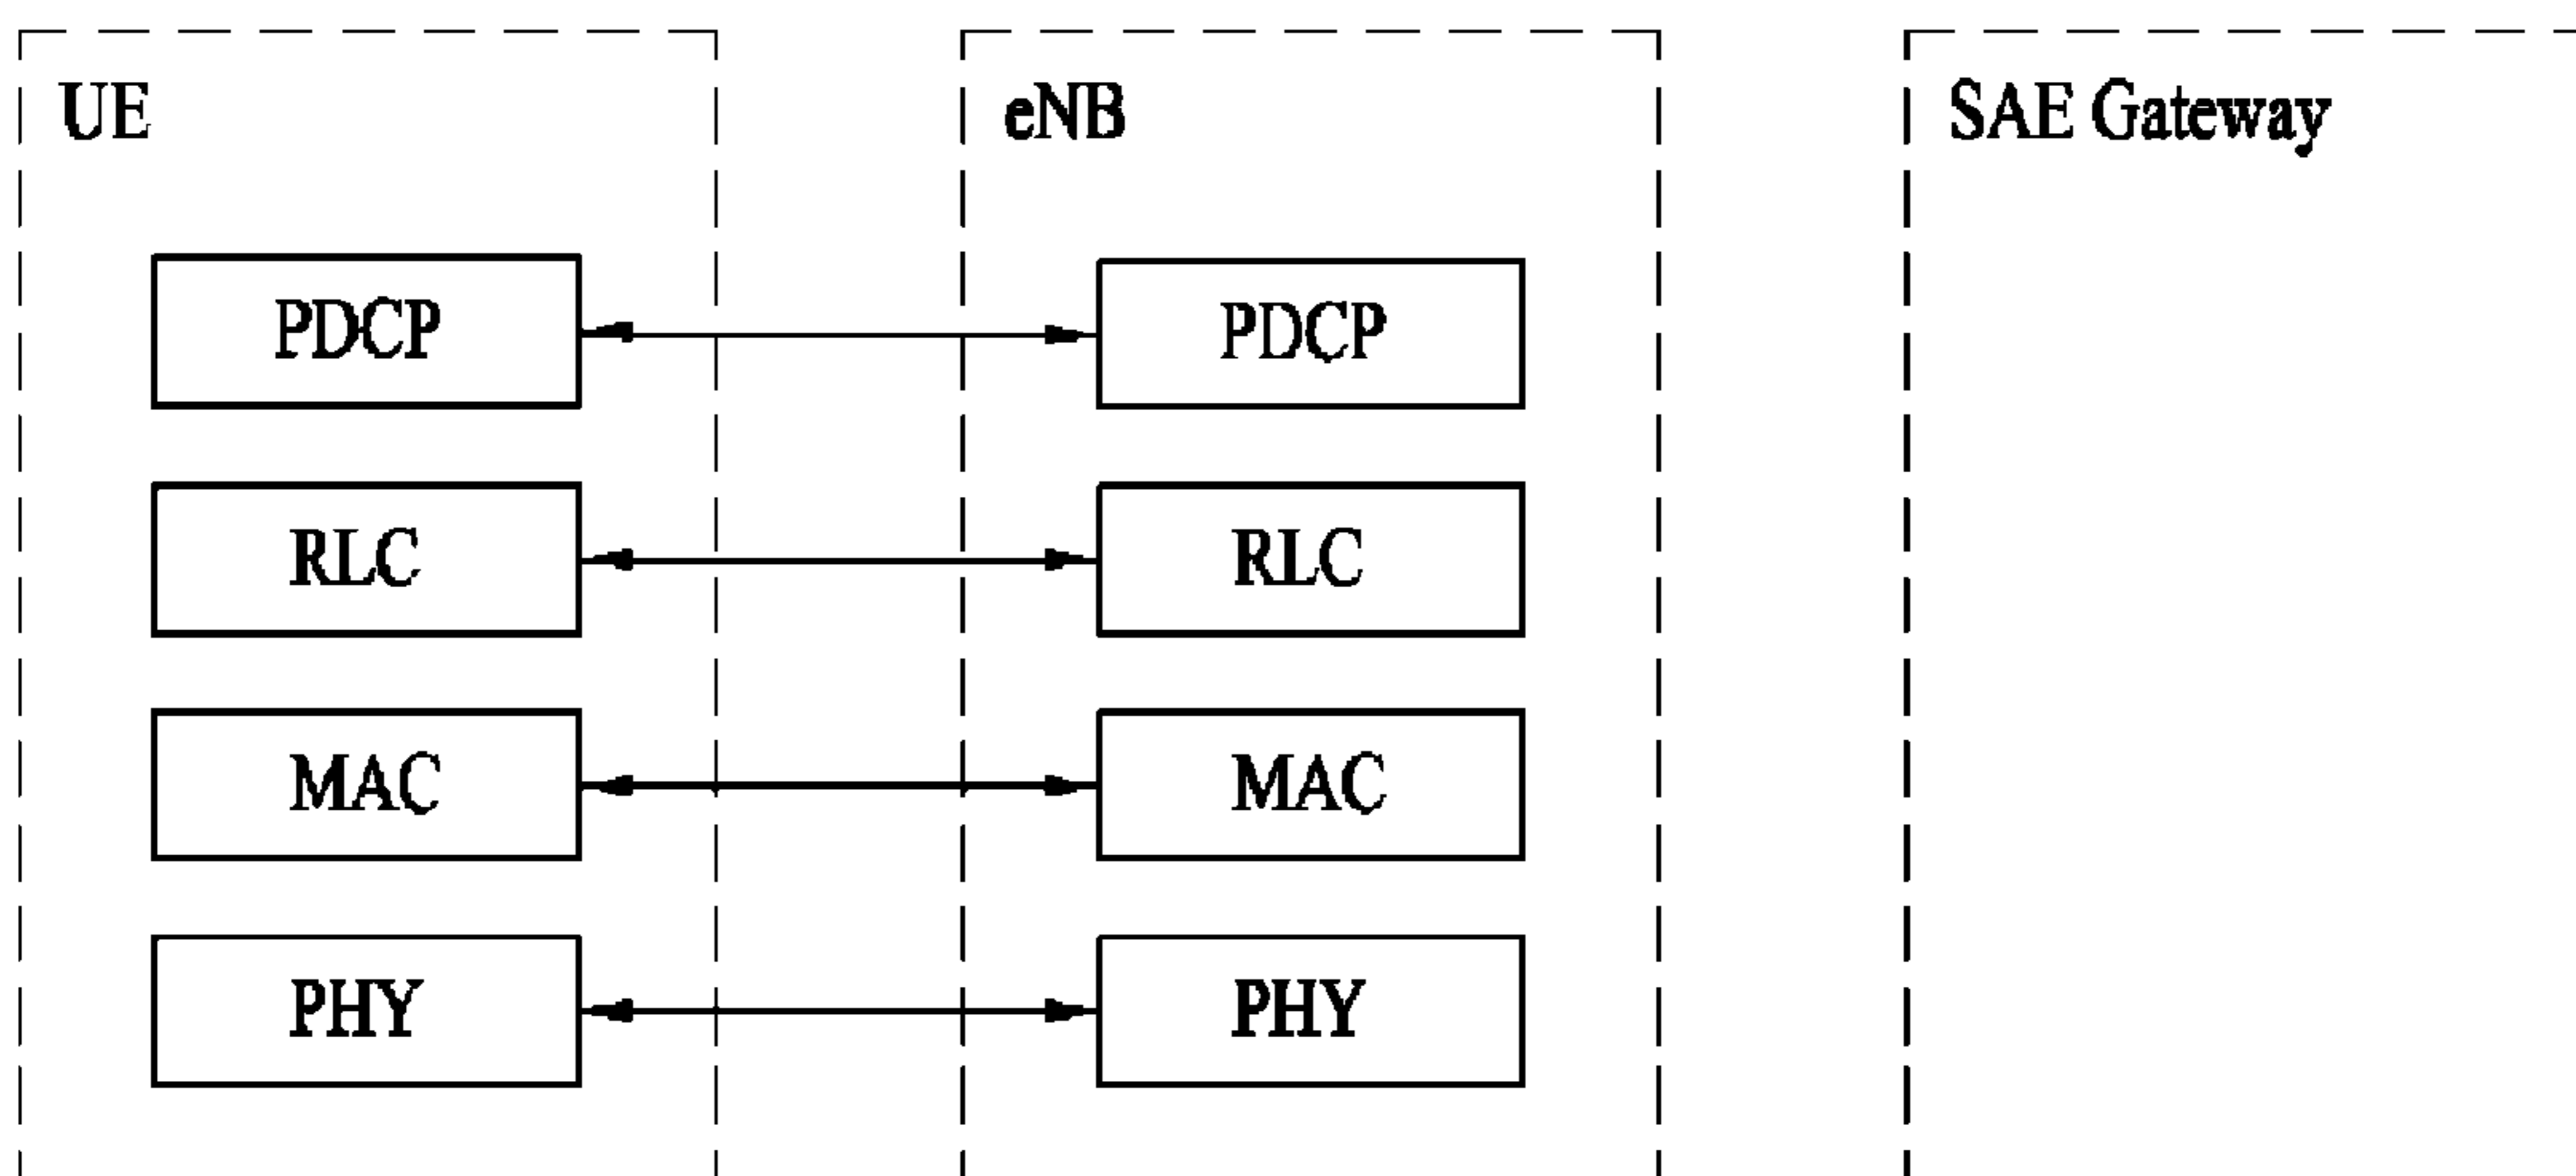 UE
eNB
SAE Gateway
PDCP
PDCP
RLC
RLC
MAC
MAC
PHY
PHY